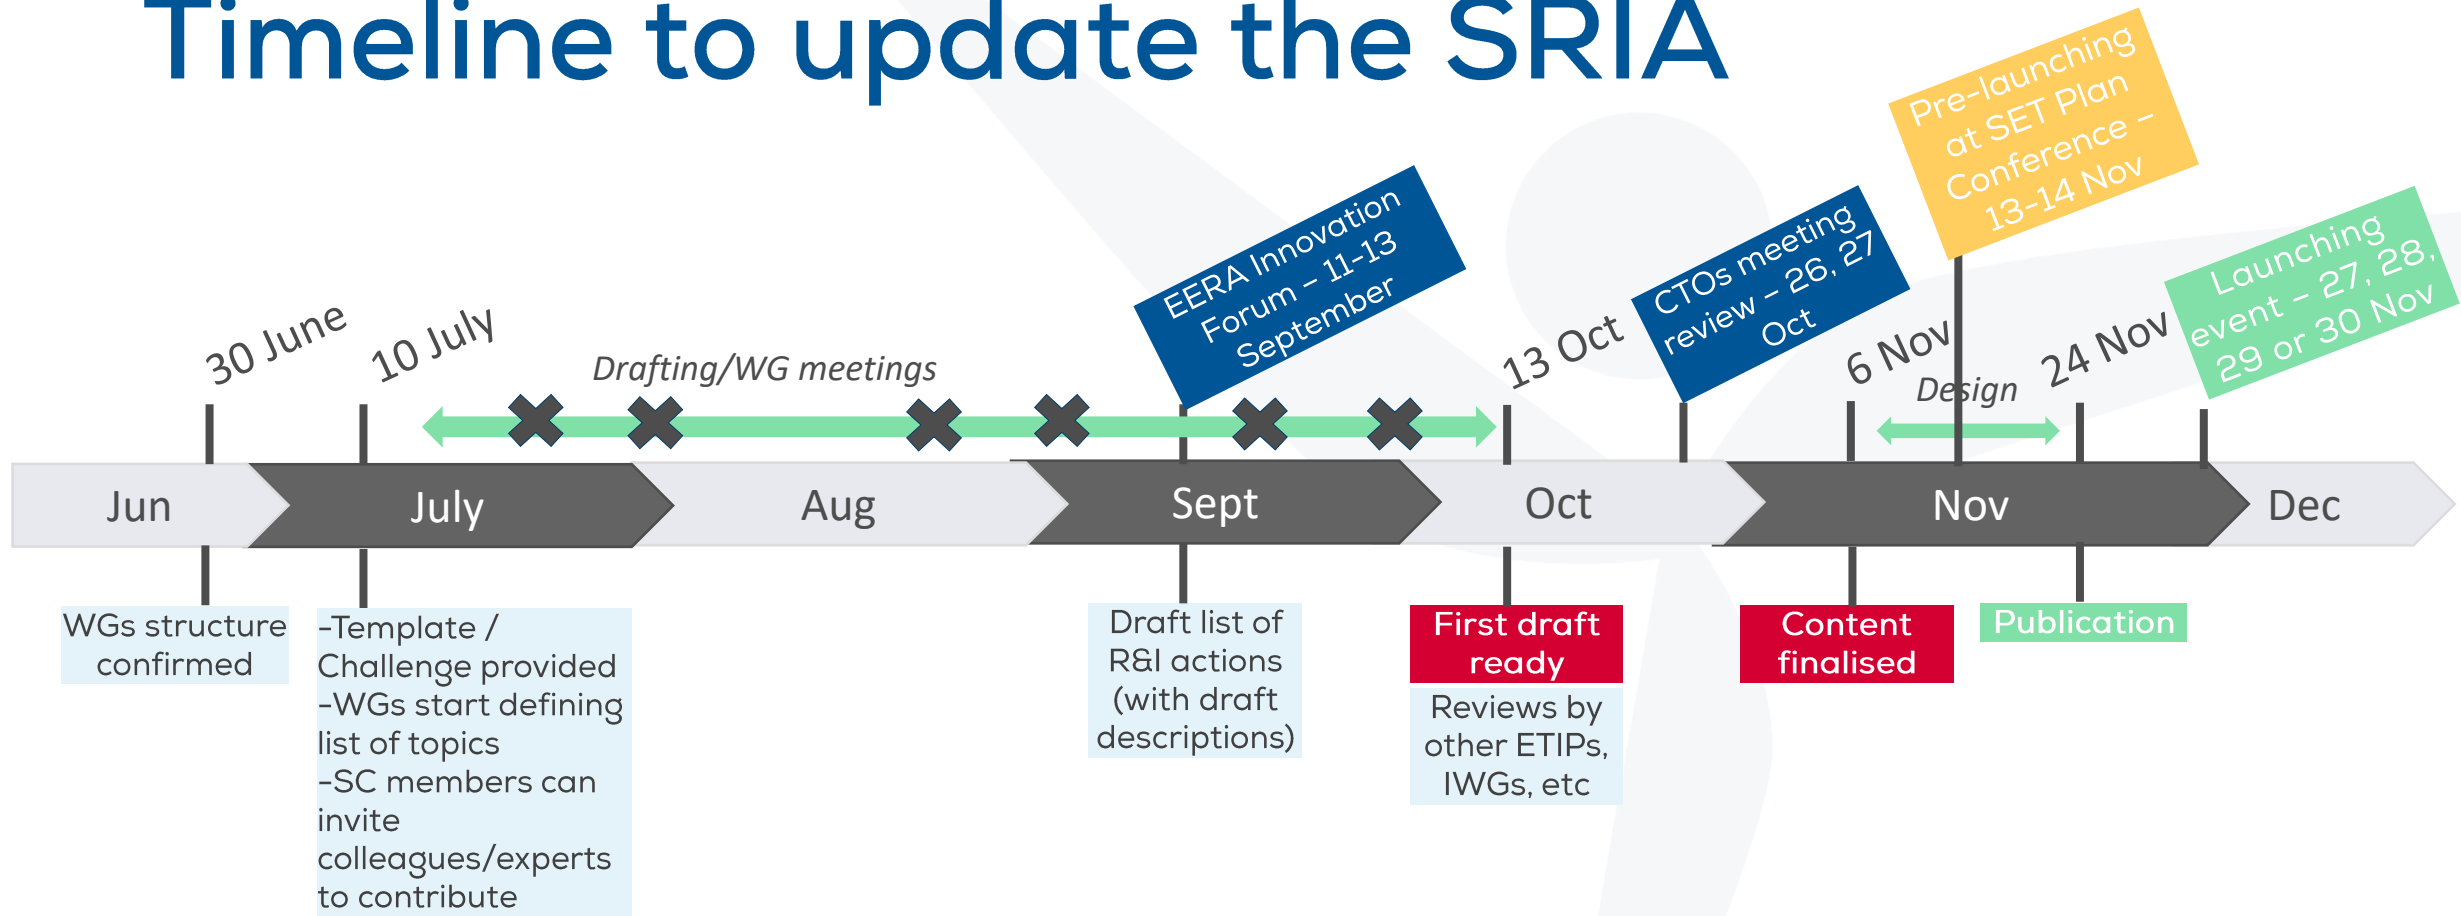 Timeline to update the SRIA
Pre-launching
at SET Plan
Conference –
13-14 Nov
EERA Innovation
Forum – 11-13
September
CTOs meeting
review – 26, 27
Oct
Launching
event – 27, 28,
29 or 30 Nov
30 June
10 July
Drafting/WG meetings
13 Oct
6 Nov
Design
24 Nov
Jun
July
Aug
Sept
Oct
Nov
Dec
WGs structure
confirmed
-Template /
Challenge provided
-WGs start defining
list of topics
-SC members can
invite
colleagues/experts
to contribute
Draft list of
R&I actions
(with draft
descriptions)
First draft
ready
Reviews by
other ETIPs,
IWGs, etc
Content
finalised
Publication